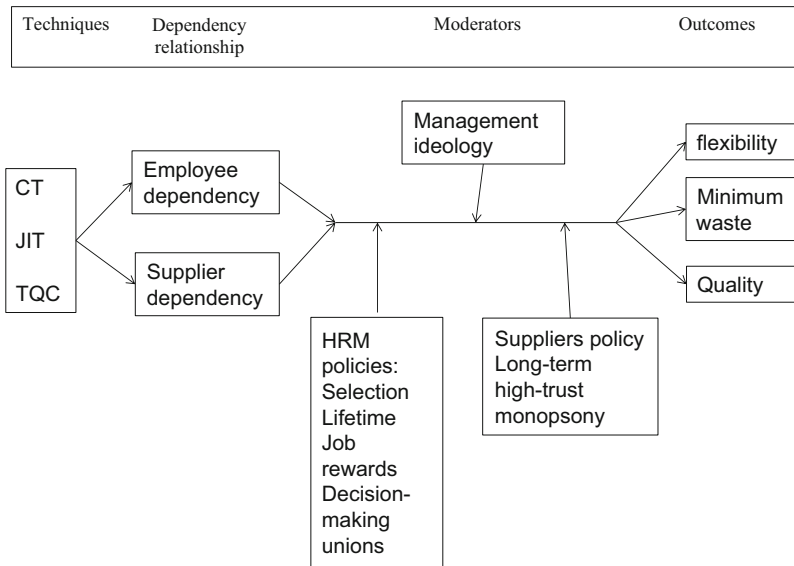 Techniques
Dependency
relationship
Moderators
Outcomes
Management
ideology
flexibility
CT
JIT
TQC
Employee
dependency
Minimum
waste
Supplier
dependency
Quality
HRM
policies:
Selection
Lifetime
Job
rewards
Decision-
making
unions
Suppliers policy
Long-term
high-trust
monopsony